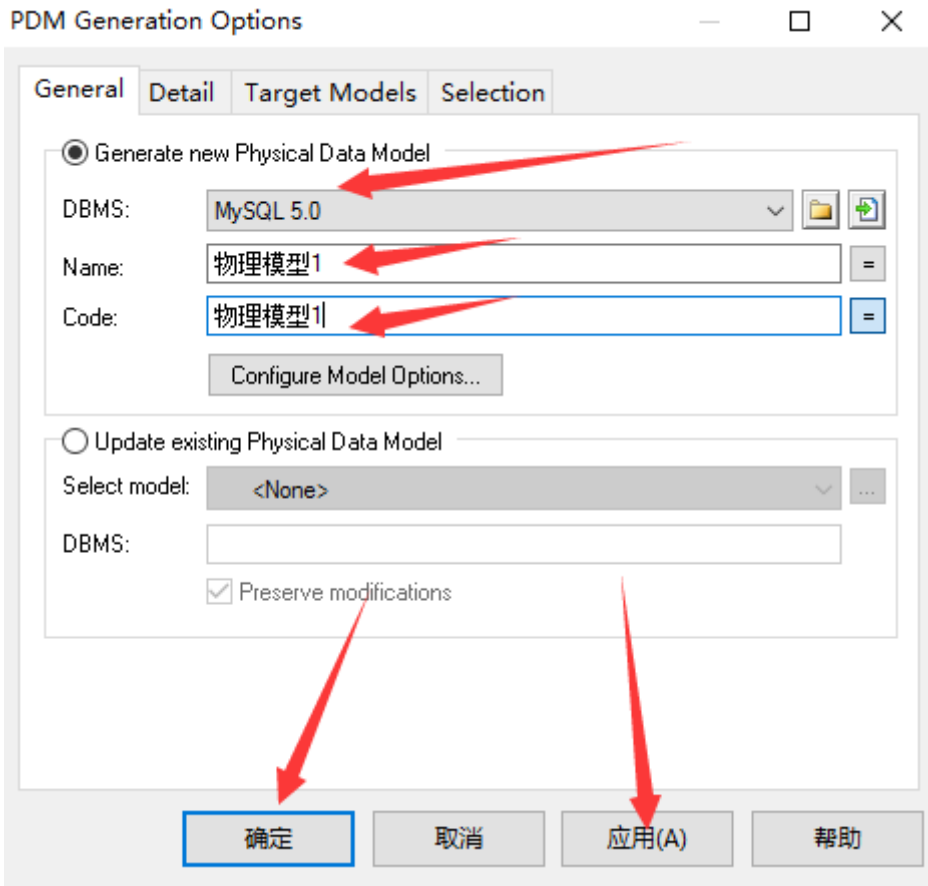 PDM Generation Options
General Detail Target Models Selection
Generate new Physical Data Model
DBMS: MySQL 5.0
Name: 物理模型1 =
Code: 物理模型1 =
Configure Model Options...
Update existing Physical Data Model
Select model: <None> ...
DBMS:
Preserve modifications
确定 取消 应用(A) 帮助